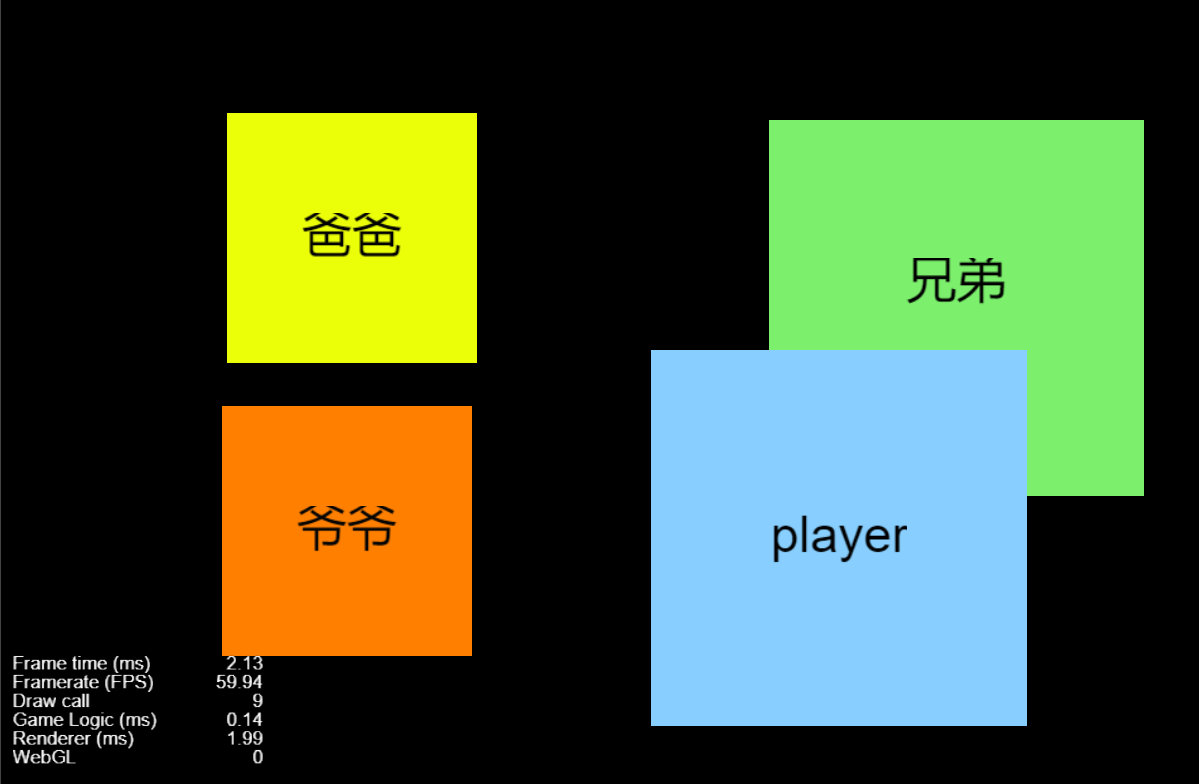 爸爸
兄弟
爷爷
player
Frame time (ms) 2.13
Framerate (FPS) 59.94
Draw call 9
Game Logic (ms) 0.14
Renderer (ms) 1.99
WebGL 0